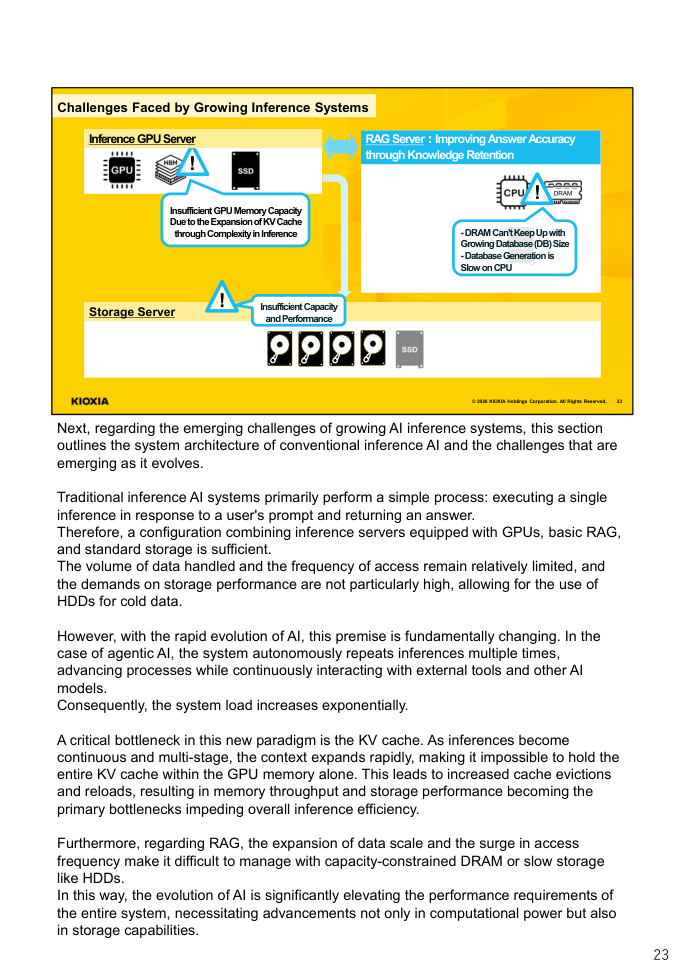 Challenges Faced by Growing Inference Systems
Inference GPU Server
GPU
HBM
!
SSD
Insufficient GPU Memory Capacity
Due to the Expansion of KV Cache
through Complexity in Inference
RAG Server : Improving Answer Accuracy
through Knowledge Retention
CPU
!
DRAM
- DRAM Can't Keep Up with
Growing Database (DB) Size
- Database Generation is
Slow on CPU
Storage Server
!
Insufficient Capacity
and Performance
SSD
KIOXIA
© 2026 KIOXIA Holdings Corporation. All Rights Reserved. 23
Next, regarding the emerging challenges of growing AI inference systems, this section
outlines the system architecture of conventional inference AI and the challenges that are
emerging as it evolves.
Traditional inference AI systems primarily perform a simple process: executing a single
inference in response to a user's prompt and returning an answer.
Therefore, a configuration combining inference servers equipped with GPUs, basic RAG,
and standard storage is sufficient.
The volume of data handled and the frequency of access remain relatively limited, and
the demands on storage performance are not particularly high, allowing for the use of
HDDs for cold data.
However, with the rapid evolution of AI, this premise is fundamentally changing. In the
case of agentic AI, the system autonomously repeats inferences multiple times,
advancing processes while continuously interacting with external tools and other AI
models.
Consequently, the system load increases exponentially.
A critical bottleneck in this new paradigm is the KV cache. As inferences become
continuous and multi-stage, the context expands rapidly, making it impossible to hold the
entire KV cache within the GPU memory alone. This leads to increased cache evictions
and reloads, resulting in memory throughput and storage performance becoming the
primary bottlenecks impeding overall inference efficiency.
Furthermore, regarding RAG, the expansion of data scale and the surge in access
frequency make it difficult to manage with capacity-constrained DRAM or slow storage
like HDDs.
In this way, the evolution of AI is significantly elevating the performance requirements of
the entire system, necessitating advancements not only in computational power but also
in storage capabilities.
23